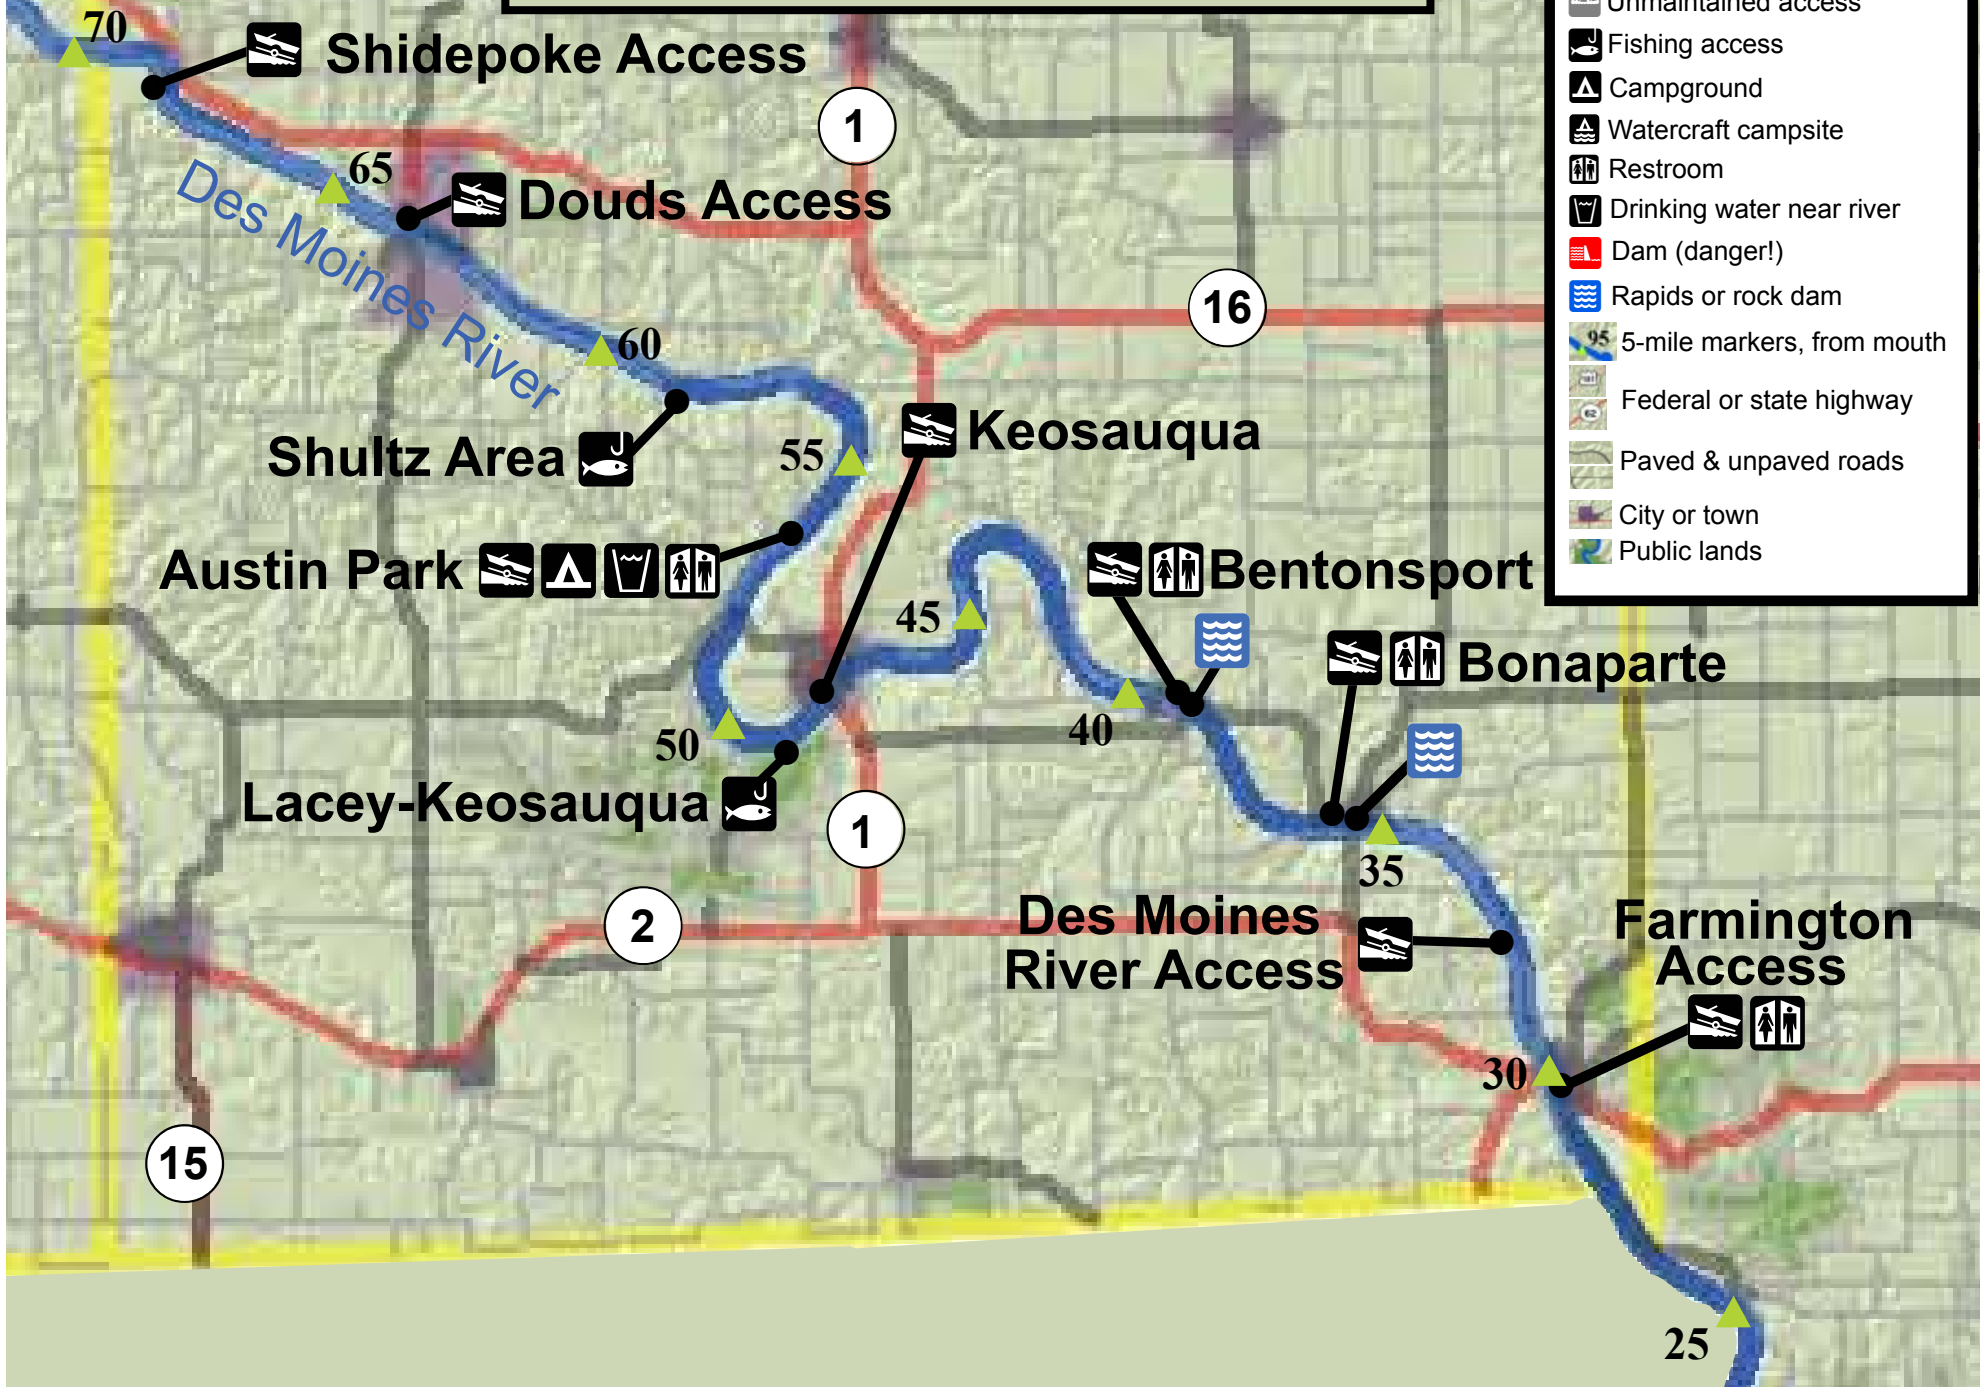 70
Shidepoke Access
1
65
Douds Access
Des Moines River
16
60
Shultz Area
55
Keosauqua
Austin Park
45
Bentonsport
Bonaparte
50
40
Lacey-Keosauqua
1
35
2
Des Moines
River Access
Farmington
Access
30
15
25
Unmaintained access
Fishing access
Campground
Watercraft campsite
Restroom
Drinking water near river
Dam (danger!)
Rapids or rock dam
95
5-mile markers, from mouth
Federal or state highway
62
Paved & unpaved roads
City or town
Public lands